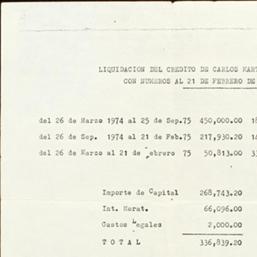 LIQUIDACION DEL CREDITO DE CARLOS
CON NUMEROS AL 21 DE FEBRERO DE
del 26 de Marzo 1974 al 25 de Sep.75 450,000.00
del 26 de Sep. 1974 al 21 de Feb.75 217,930.20
del 26 de Marzo al 21 de ebrero 75 50,813.00
Importe de Capital 268,743.20
Int. Morat. 66,096.00
Gastos Legales 2,000.00
T O T A L 336,839.20